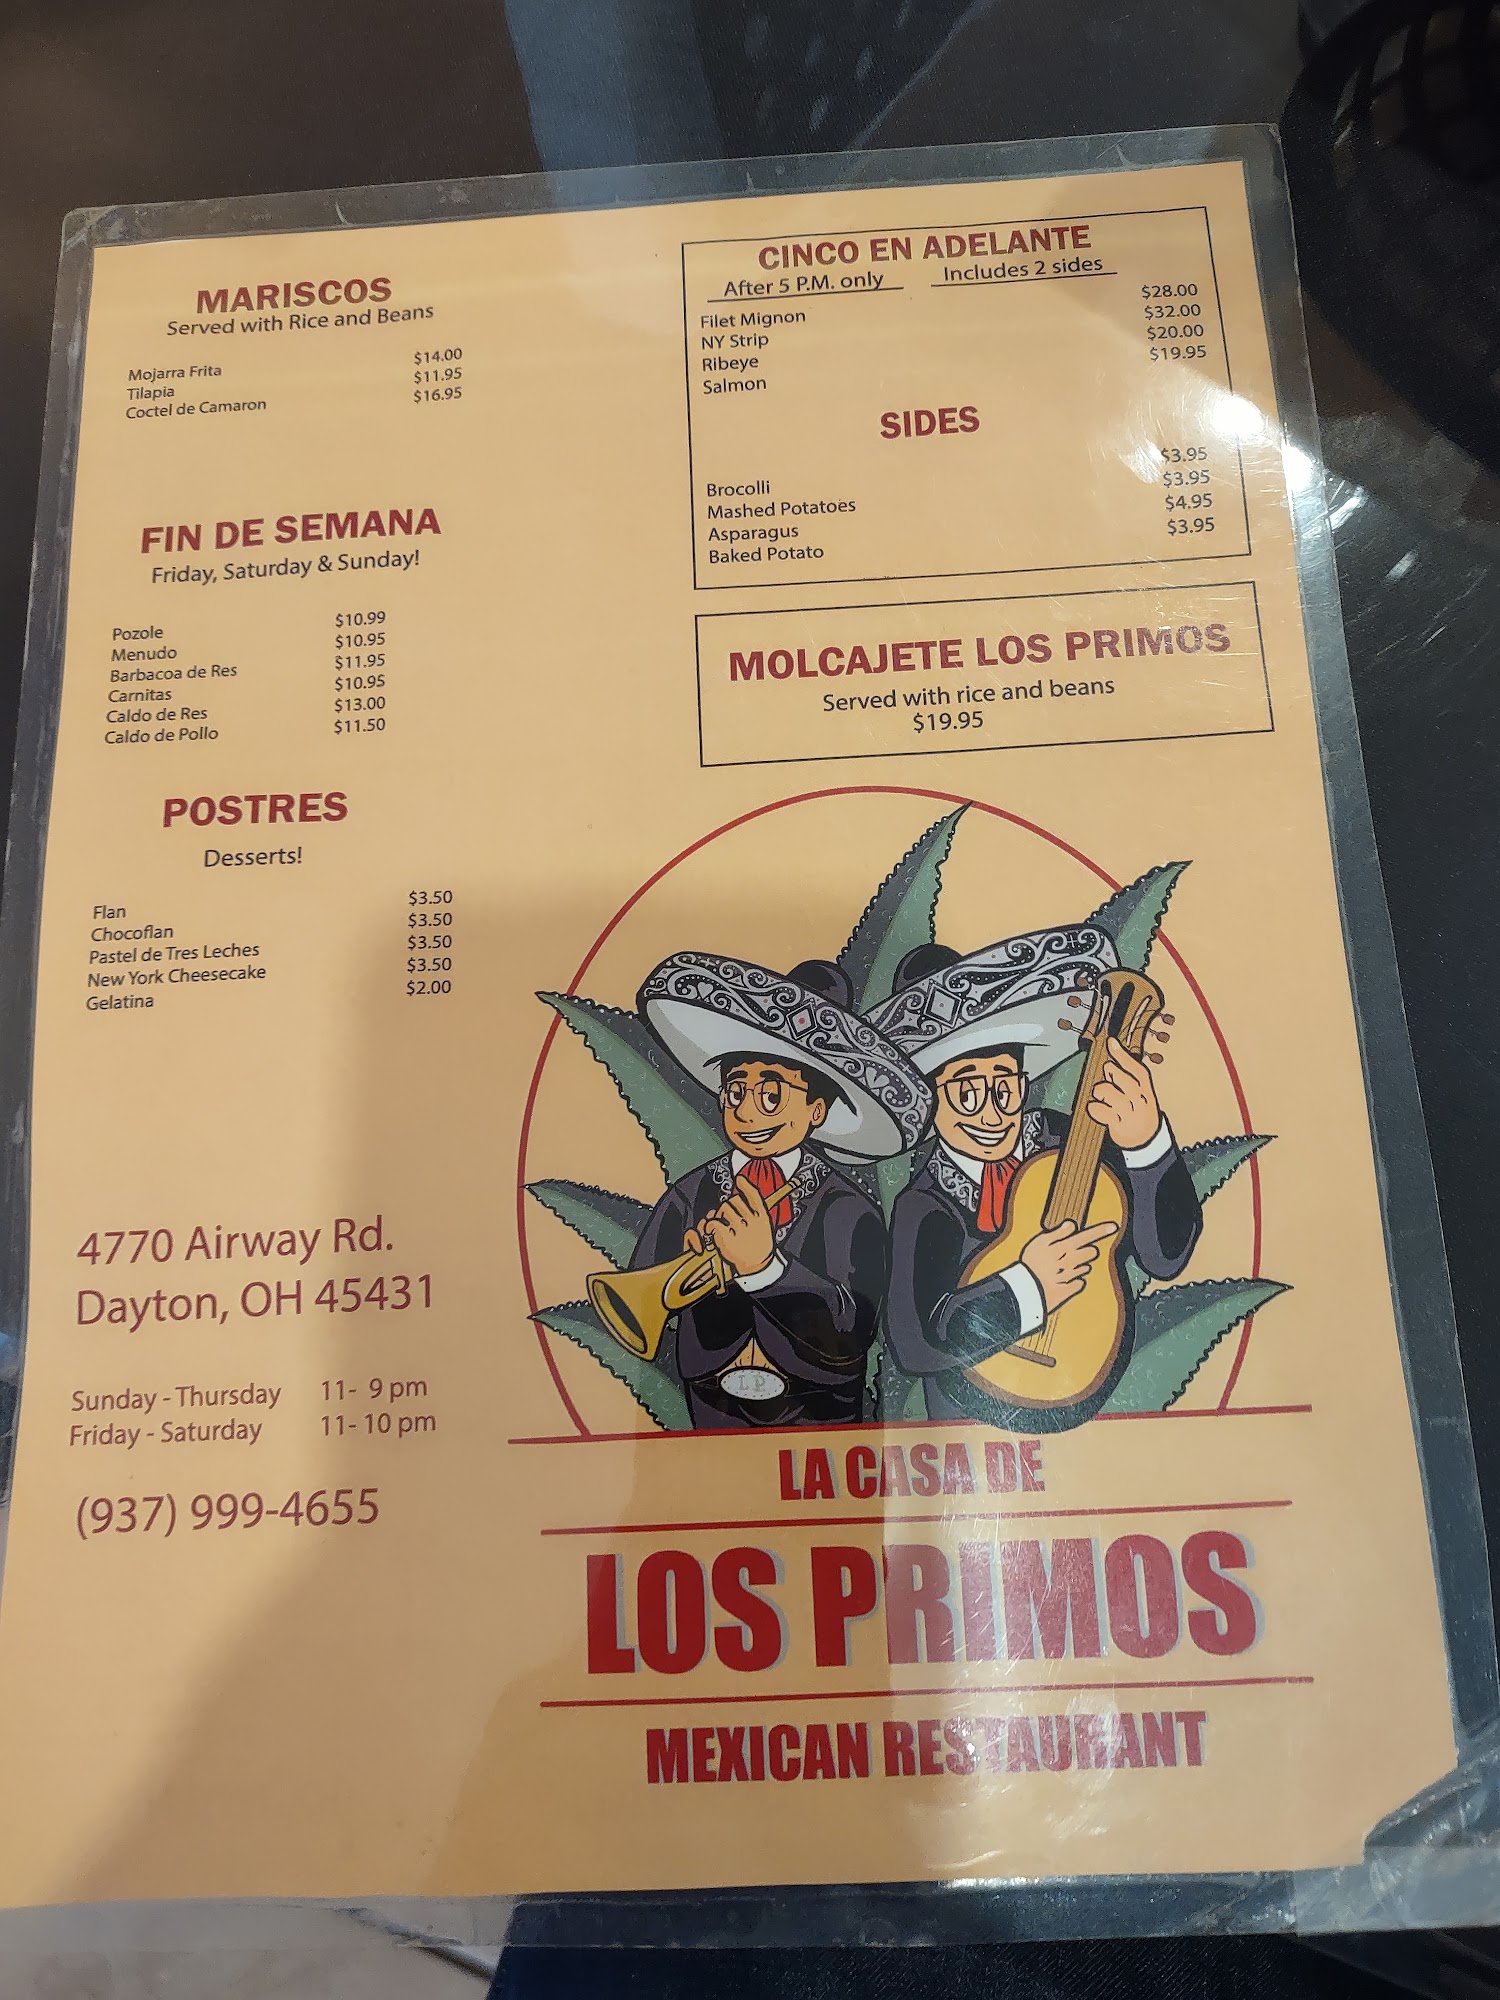 MARISCOS
Served with Rice and Beans
Mojarra Frita $14.00
Tilapia $11.95
Coctel de Camaron $16.95
FIN DE SEMANA
Friday, Saturday & Sunday!
Pozole $10.99
Menudo $10.95
Barbacoa de Res $11.95
Carnitas $10.95
Caldo de Res $13.00
Caldo de Pollo $11.50
POSTRES
Desserts!
Flan $3.50
Chocoflan $3.50
Pastel de Tres Leches $3.50
New York Cheesecake $3.50
Gelatina $2.00
4770 Airway Rd.
Dayton, OH 45431
Sunday - Thursday 11- 9 pm
Friday - Saturday 11- 10 pm
(937) 999-4655
CINCO EN ADELANTE
After 5 P.M. only Includes 2 sides
Filet Mignon $28.00
NY Strip $32.00
Ribeye $20.00
Salmon $19.95
SIDES
Brocolli $3.95
Mashed Potatoes $3.95
Asparagus $4.95
Baked Potato $3.95
MOLCAJETE LOS PRIMOS
Served with rice and beans
$19.95
L.P.
LA CASA DE
LOS PRIMOS
MEXICAN RESTAURANT